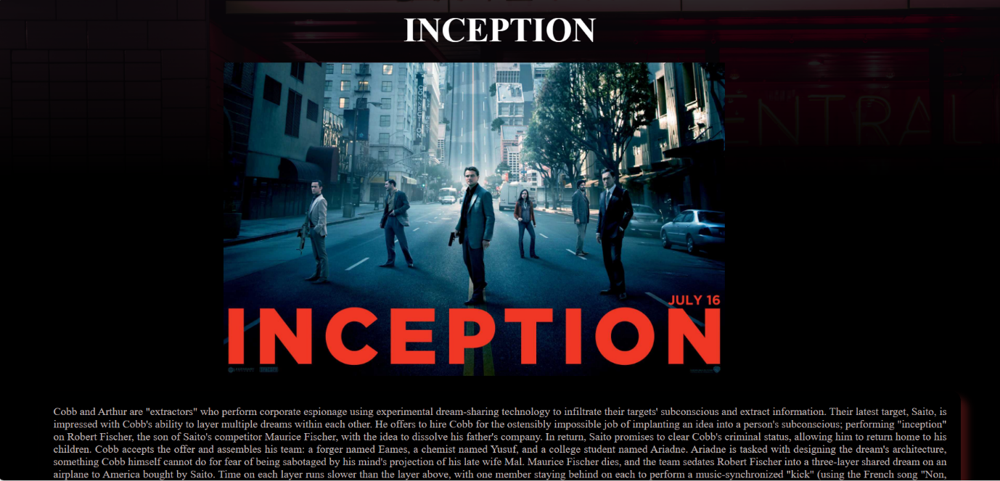 INCEPTION
CONNECTION
ENTRAL
JULY 16
INCEPTION
Cobb and Arthur are "extractors" who perform corporate espionage using experimental dream-sharing technology to infiltrate their targets' subconscious and extract information. Their latest target, Saito, is
impressed with Cobb's ability to layer multiple dreams within each other. He offers to hire Cobb for the ostensibly impossible job of implanting an idea into a person's subconscious; performing "inception"
on Robert Fischer, the son of Saito's competitor Maurice Fischer, with the idea to dissolve his father's company. In return, Saito promises to clear Cobb's criminal status, allowing him to return home to his
children. Cobb accepts the offer and assembles his team: a forger named Eames, a chemist named Yusuf, and a college student named Ariadne. Ariadne is tasked with designing the dream's architecture,
something Cobb himself cannot do for fear of being sabotaged by his mind's projection of his late wife Mal. Maurice Fischer dies, and the team sedates Robert Fischer into a three-layer shared dream on an
airplane to America bought by Saito. Time on each layer runs slower than the layer above, with one member staying behind on each to perform a music-synchronized "kick" (using the French song "Non,